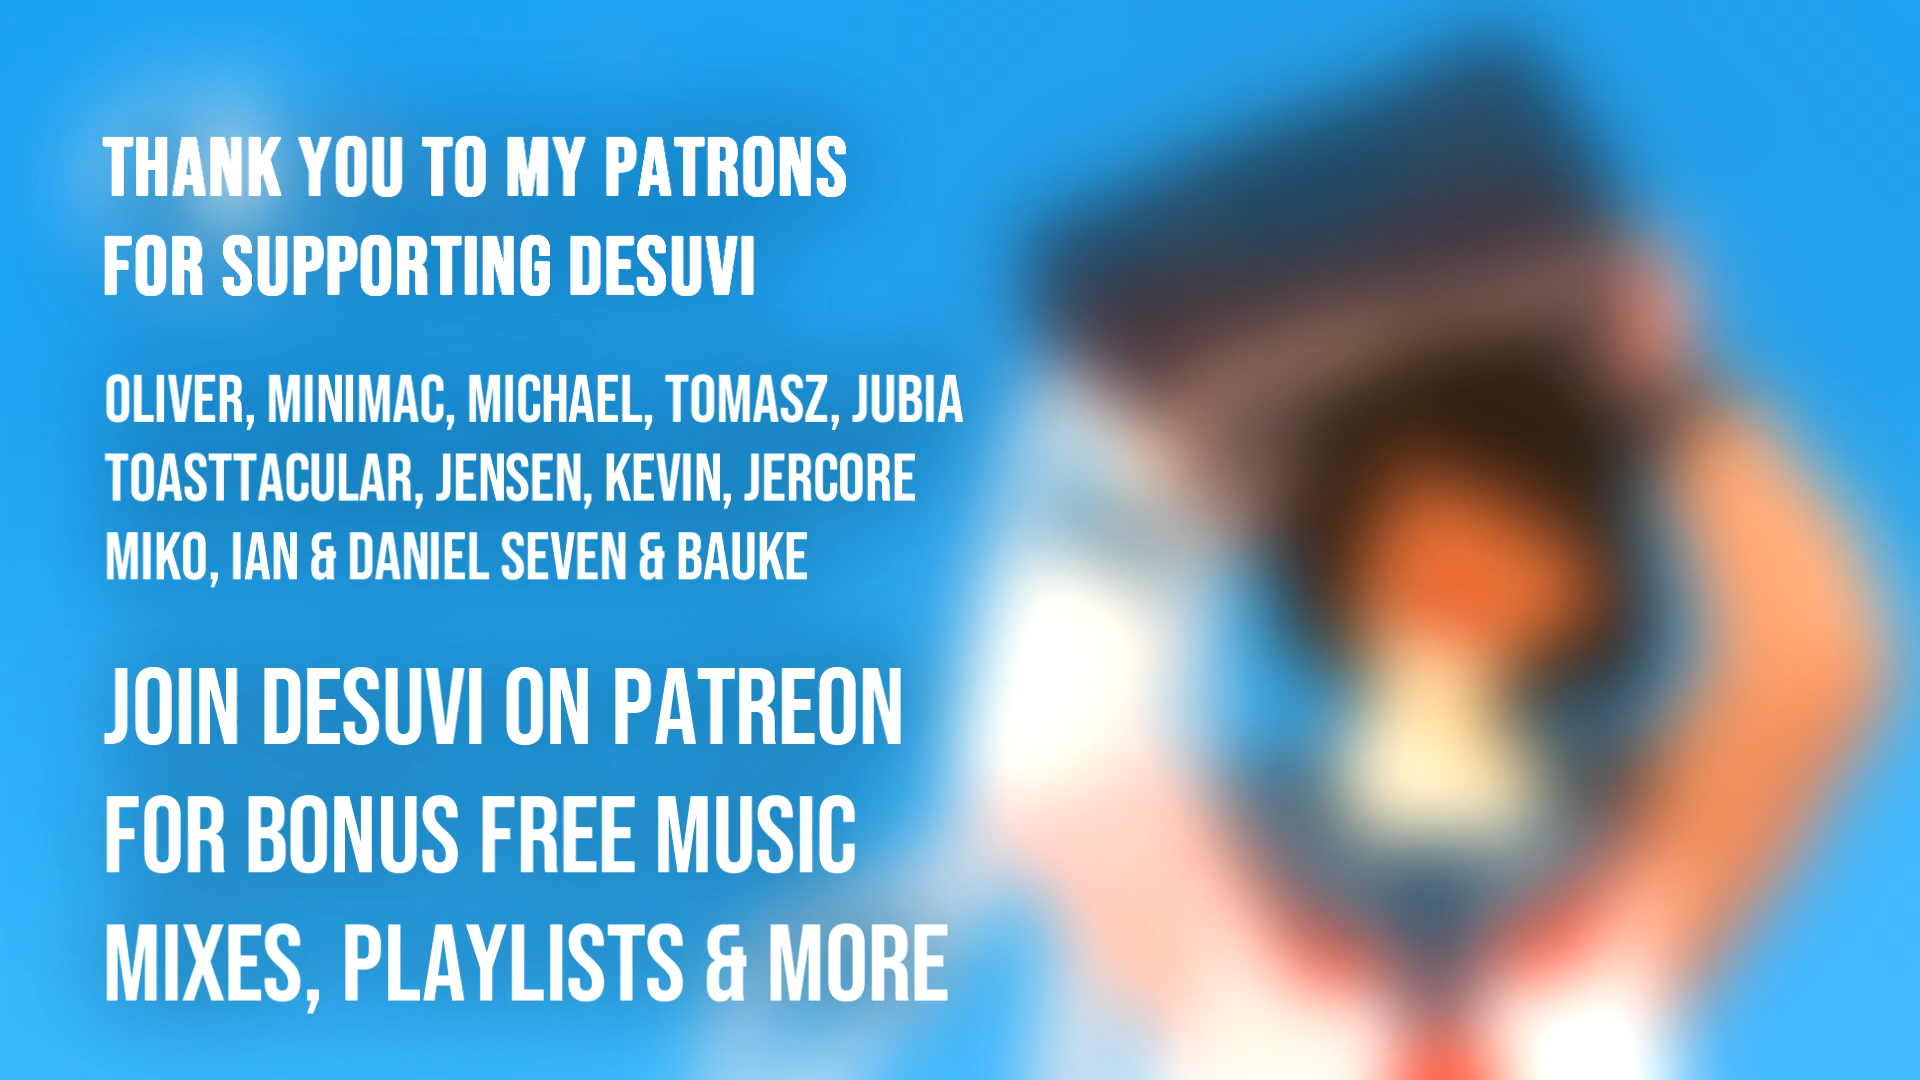 THANK YOU TO MY PATRONS
FOR SUPPORTING DESUVI
OLIVER, MINIMAC, MICHAEL, TOMASZ, JUBIA
TOASTTACULAR, JENSEN, KEVIN, JERCORE
MIKO, IAN & DANIEL SEVEN & BAUKE
JOIN DESUVI ON PATREON
FOR BONUS FREE MUSIC
MIXES, PLAYLISTS & MORE